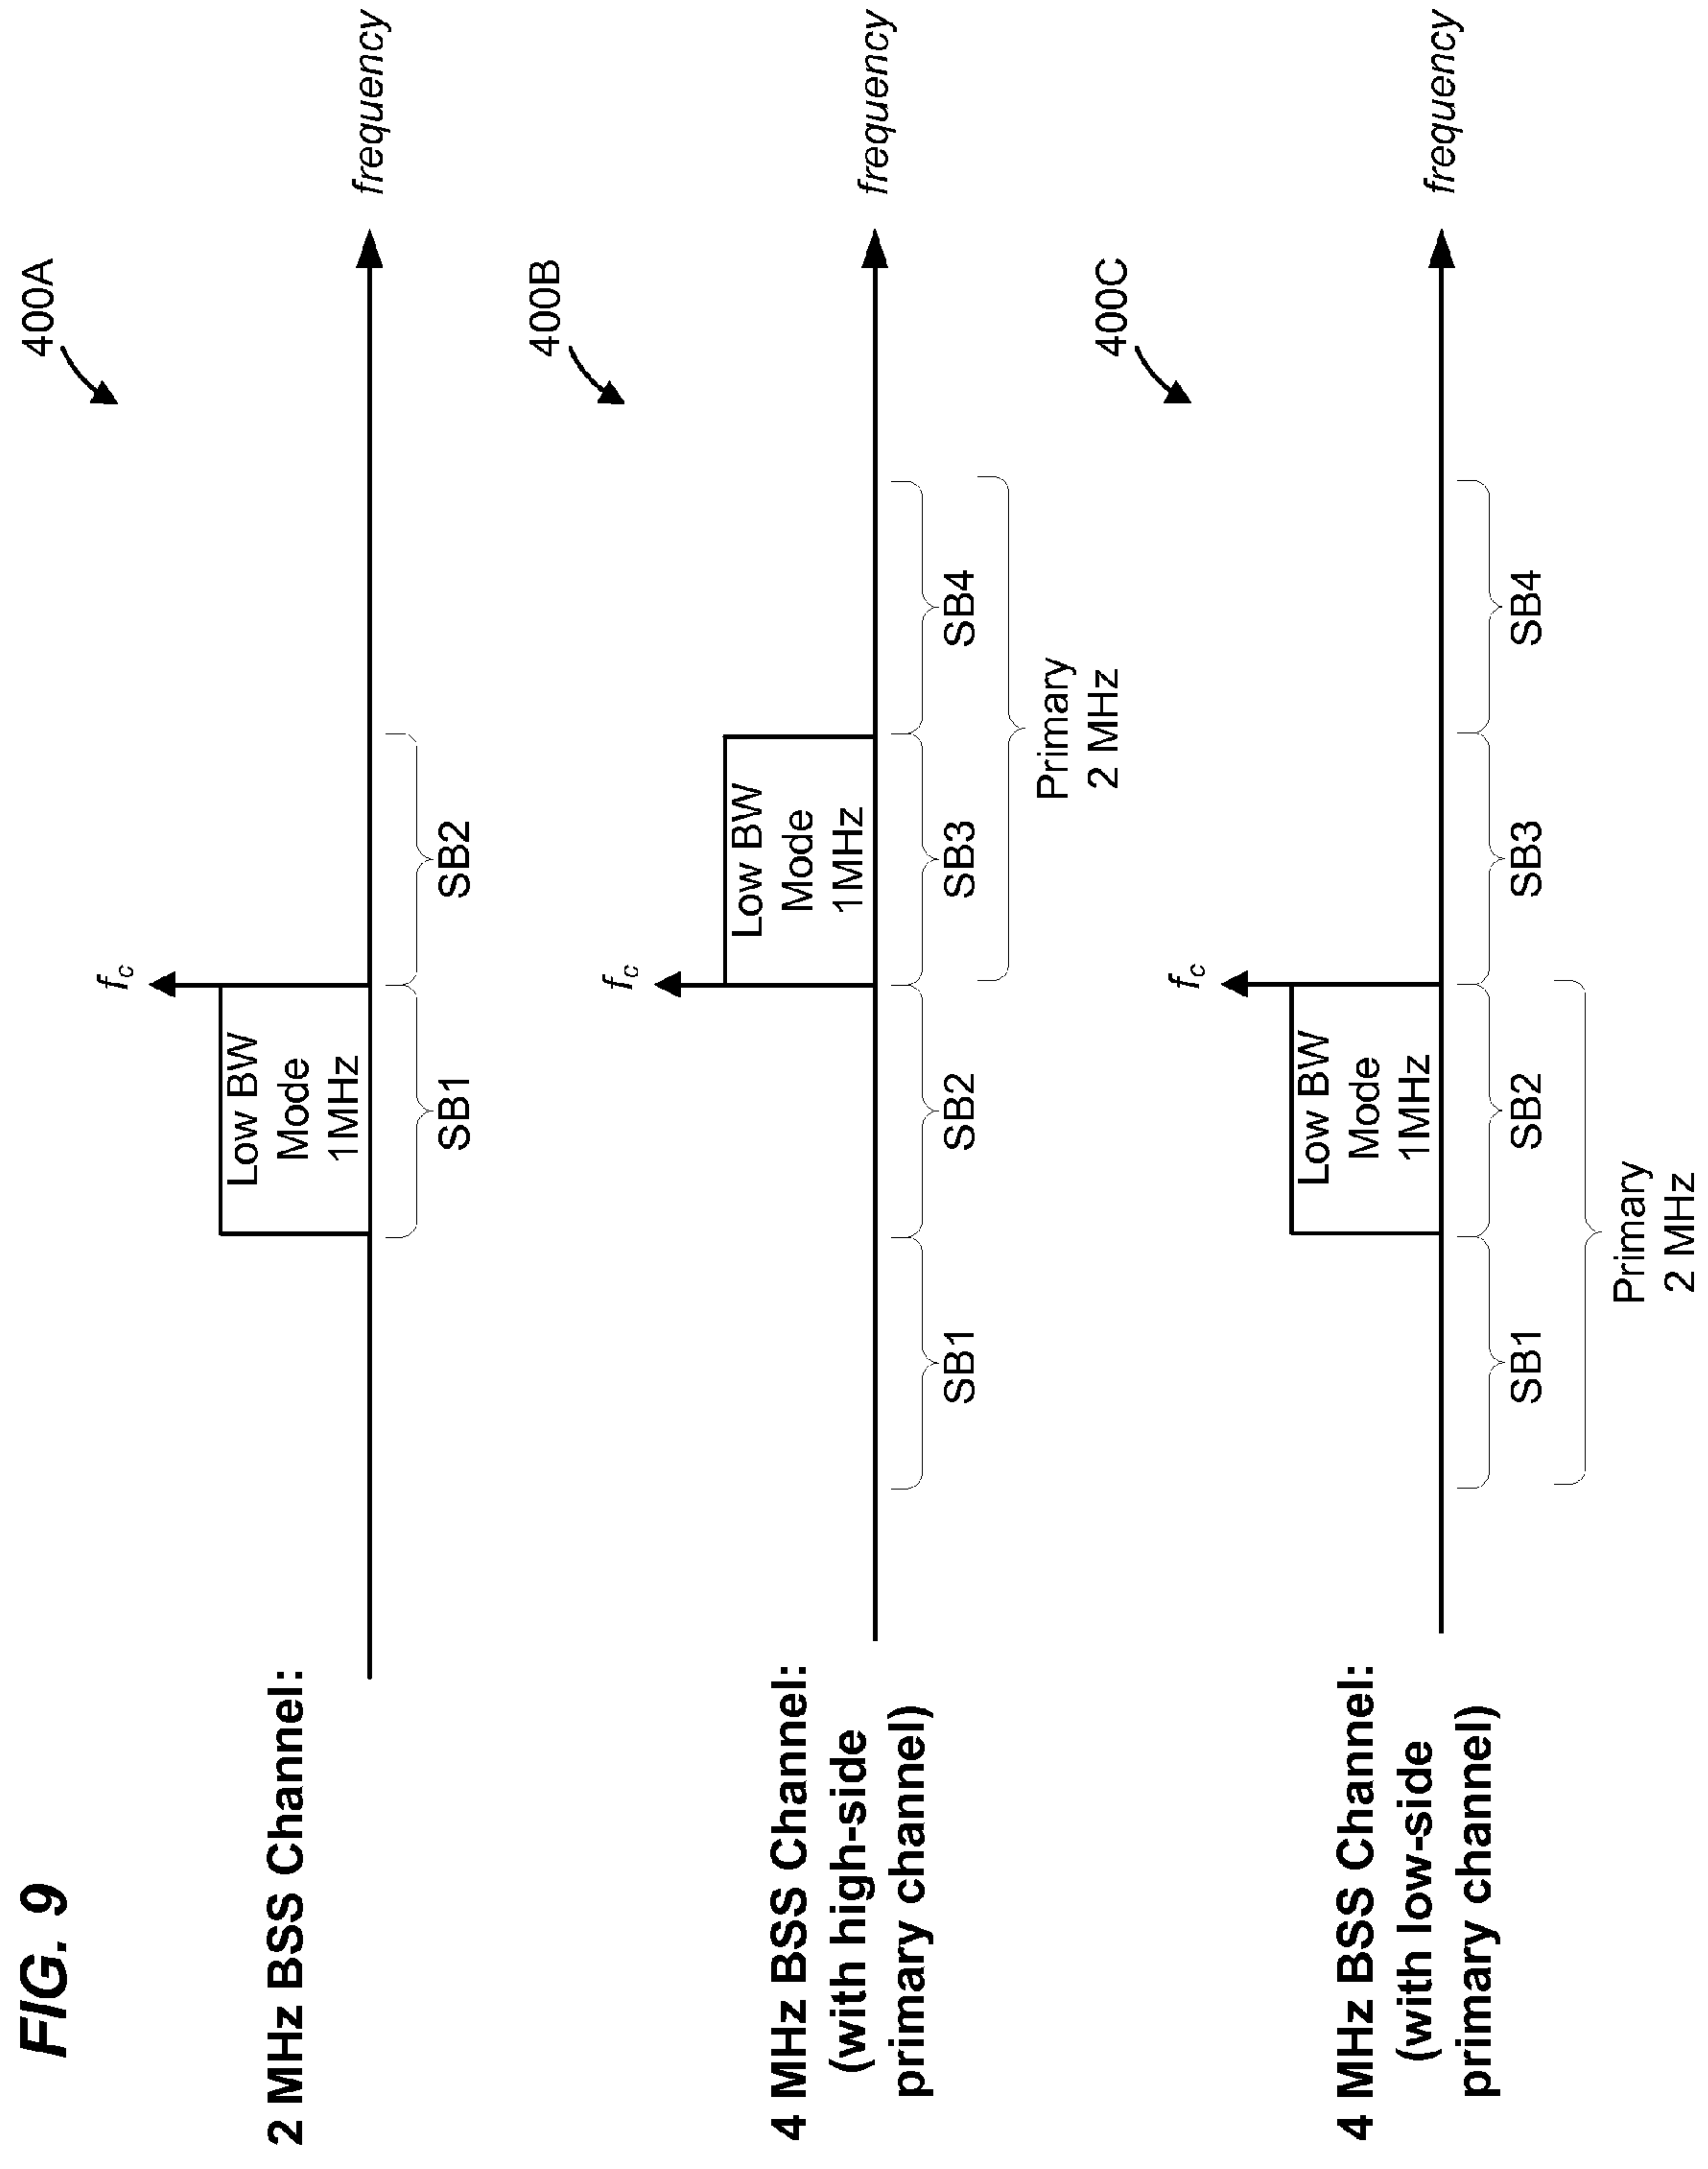 FIG. 9
400A
2 MHz BSS Channel:
fc
Low BW
Mode
1MHz
frequency
SB1
SB2
400B
4 MHz BSS Channel:
(with high-side
primary channel)
fc
Low BW
Mode
1MHz
frequency
SB1
SB2
SB3
SB4
Primary
2 MHz
400C
4 MHz BSS Channel:
(with low-side
primary channel)
fc
Low BW
Mode
1MHz
frequency
SB1
SB2
SB3
SB4
Primary
2 MHz